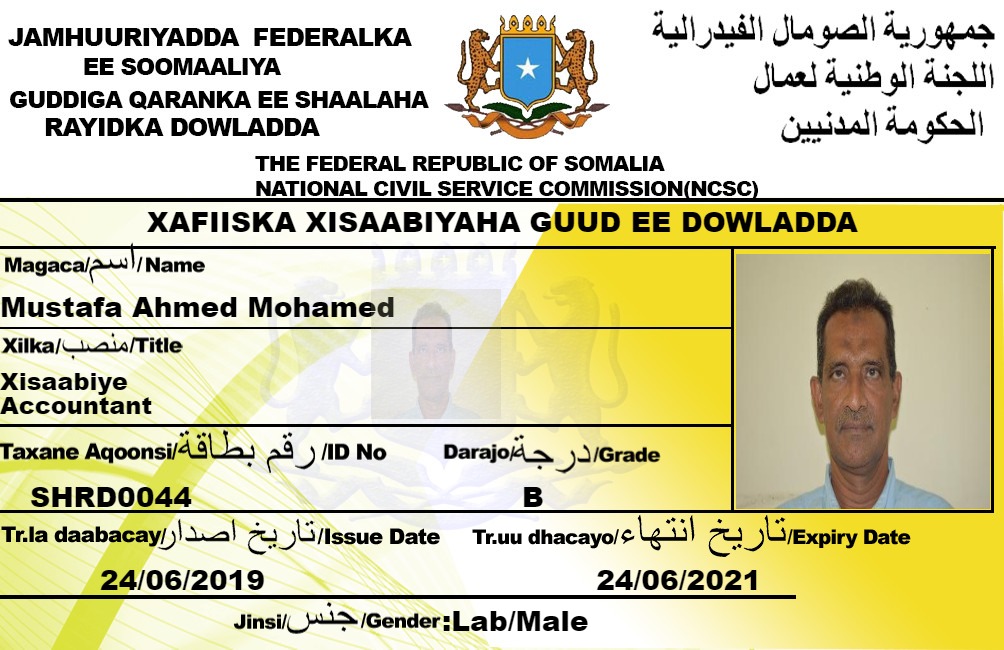 JAMHUURIYADDA FEDERALKA
EE SOOMAALIYA
GUDDIGA QARANKA EE SHAALAHA
RAYIDKA DOWLADDA
جمهورية الصومال الفيدرالية
اللجنة الوطنية لعمال
الحكومة المدنيين
THE FEDERAL REPUBLIC OF SOMALIA
NATIONAL CIVIL SERVICE COMMISSION(NCSC)
XAFIISKA XISAABIYAHA GUUD EE DOWLADDA
Magaca/اسم/Name
Mustafa Ahmed Mohamed
Xilka/منصب/Title
Xisaabiye
Accountant
Taxane Aqoonsi/رقم بطاقة/ID No
SHRD0044
Darajo/درجة/Grade
B
Tr.la daabacay/تاريخ اصدار/Issue Date
24/06/2019
Tr.uu dhacayo/تاريخ انتهاء/Expiry Date
24/06/2021
Jinsi/جنس/Gender:Lab/Male